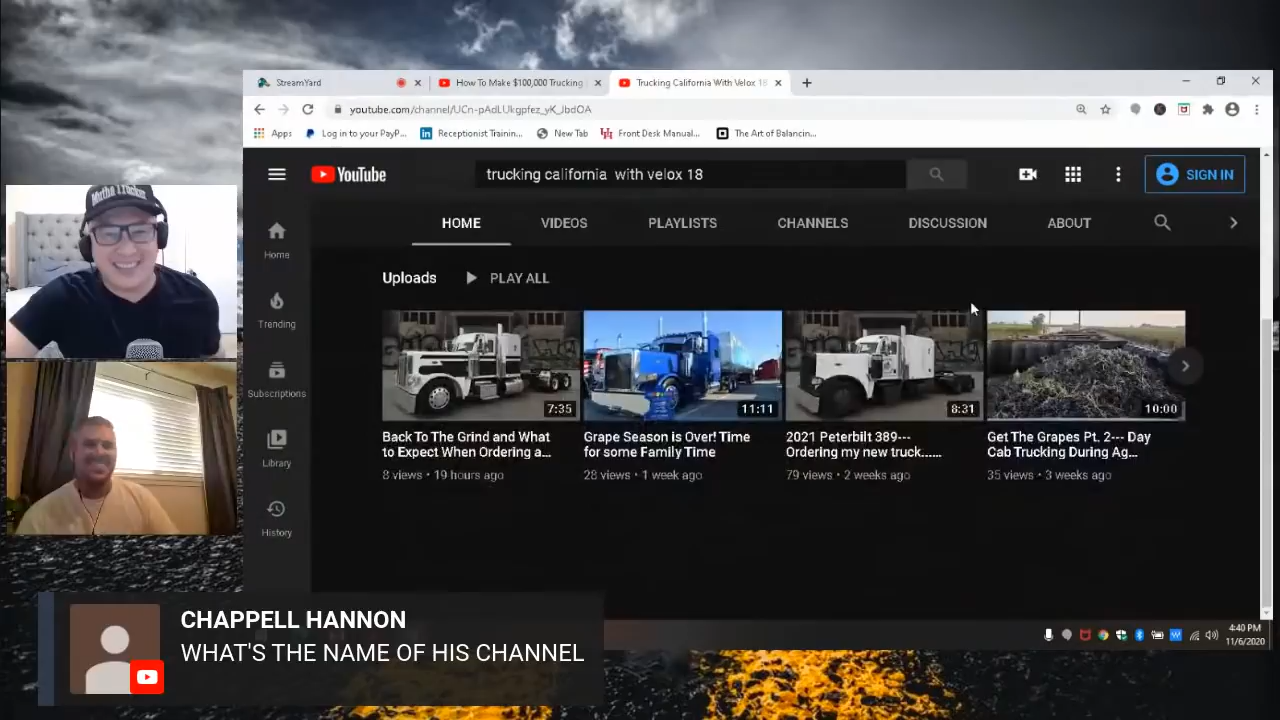 StreamYard
How To Make $100,000 Trucking
Trucking California With Velox 18
youtube.com/channel/UCn-pAdLUkgpfez_yK_JbdOA
Apps
Log in to your PayP...
Receptionist Trainin...
New Tab
Front Desk Manual...
The Art of Balancin...
YouTube
trucking california with velox 18
SIGN IN
HOME
VIDEOS
PLAYLISTS
CHANNELS
DISCUSSION
ABOUT
Home
Trending
Subscriptions
Library
History
Uploads
PLAY ALL
7:35
11:11
8:31
10:00
Back To The Grind and What
to Expect When Ordering a...
8 views • 19 hours ago
Grape Season is Over! Time
for some Family Time
28 views • 1 week ago
2021 Peterbilt 389---
Ordering my new truck......
79 views • 2 weeks ago
Get The Grapes Pt. 2--- Day
Cab Trucking During Ag...
35 views • 3 weeks ago
4:40 PM
11/6/2020
CHAPPELL HANNON
WHAT'S THE NAME OF HIS CHANNEL